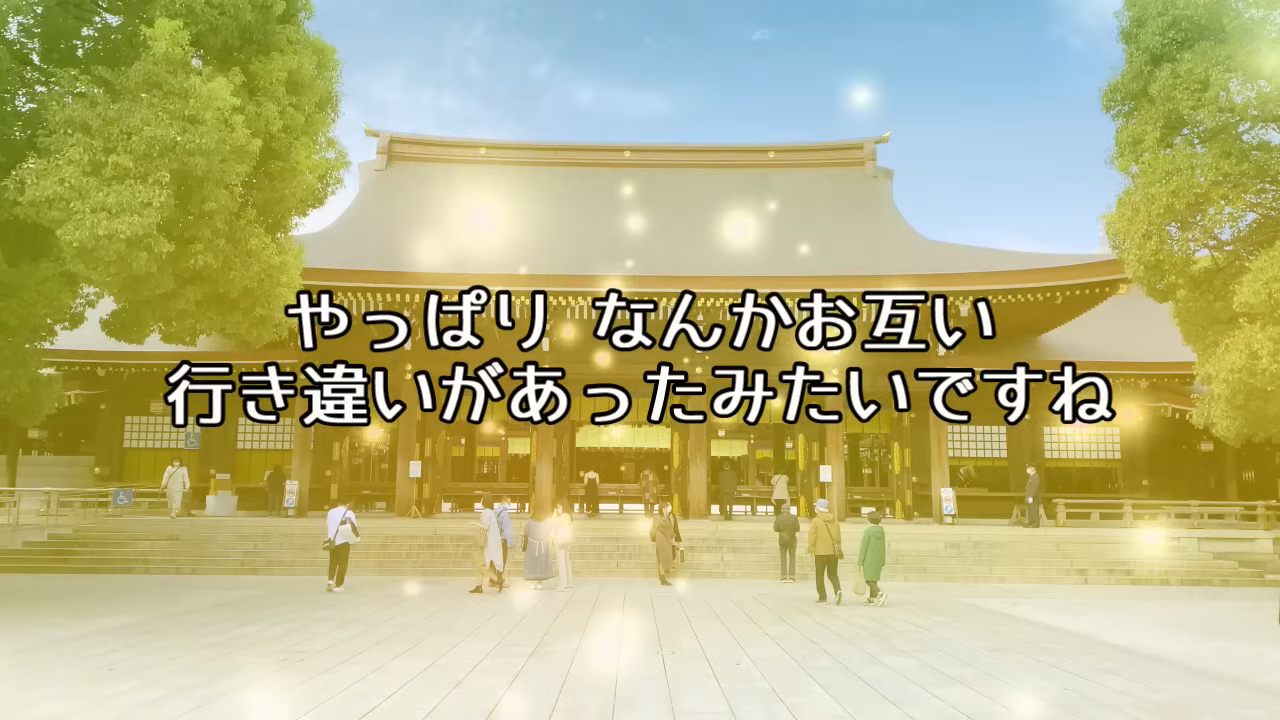 やっぱり なんかお互い
行き違いがあったみたいですね